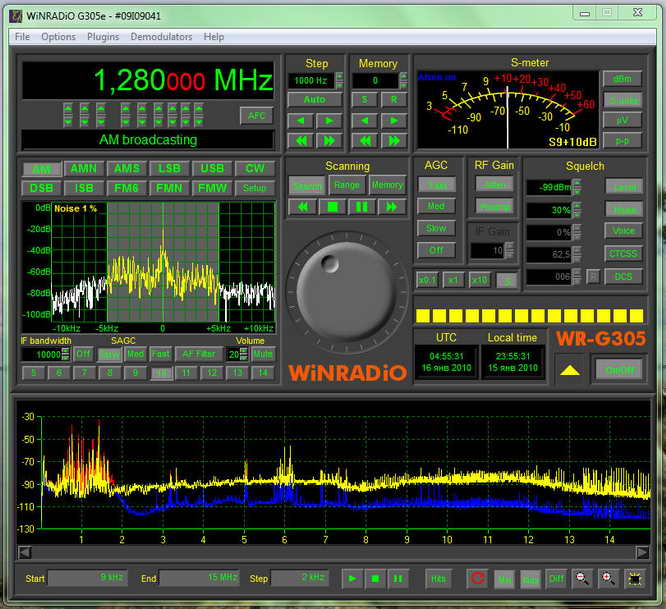 WiNRADiO G305e - #09I09041
File Options Plugins Demodulators Help
1,280000 MHz
AFC
AM broadcasting
Step
1000 Hz
Auto
Memory
0
S R
S-meter
3 5 7 9 +10 +20 +30 +40 +50 +60
-110 -90 -70 -50 -30 -10
S9+10dB
dBm
S-units
µV
p-p
AM AMN AMS LSB USB CW
DSB ISB FM6 FMN FMW Setup
Noise 1 %
0dB
-20dB
-40dB
-60dB
-80dB
-100dB
-10kHz -5kHz 0 +5kHz +10kHz
IF bandwidth SAGC Volume
10000 Off Slow Med Fast AF Filter 20 Mute
5 6 7 8 9 10 11 12 13 14
Scanning
Search Range Memory
WiNRADiO
AGC
Fast
Med
Slow
Off
RF Gain
Atten
IF Gain
10
x0.1 x1 x10 S
Squelch
-99dBm Level
30% Noise
0% Voice
62,5 CTCSS
006 R DCS
UTC
04:55:31
16 янв 2010
Local time
23:55:31
15 янв 2010
WR-G305
On/Off
-30
-50
-70
-90
-110
-130
1 2 3 4 5 6 7 8 9 10 11 12 13 14
Start 9 kHz End 15 MHz Step 2 kHz Hits Diff